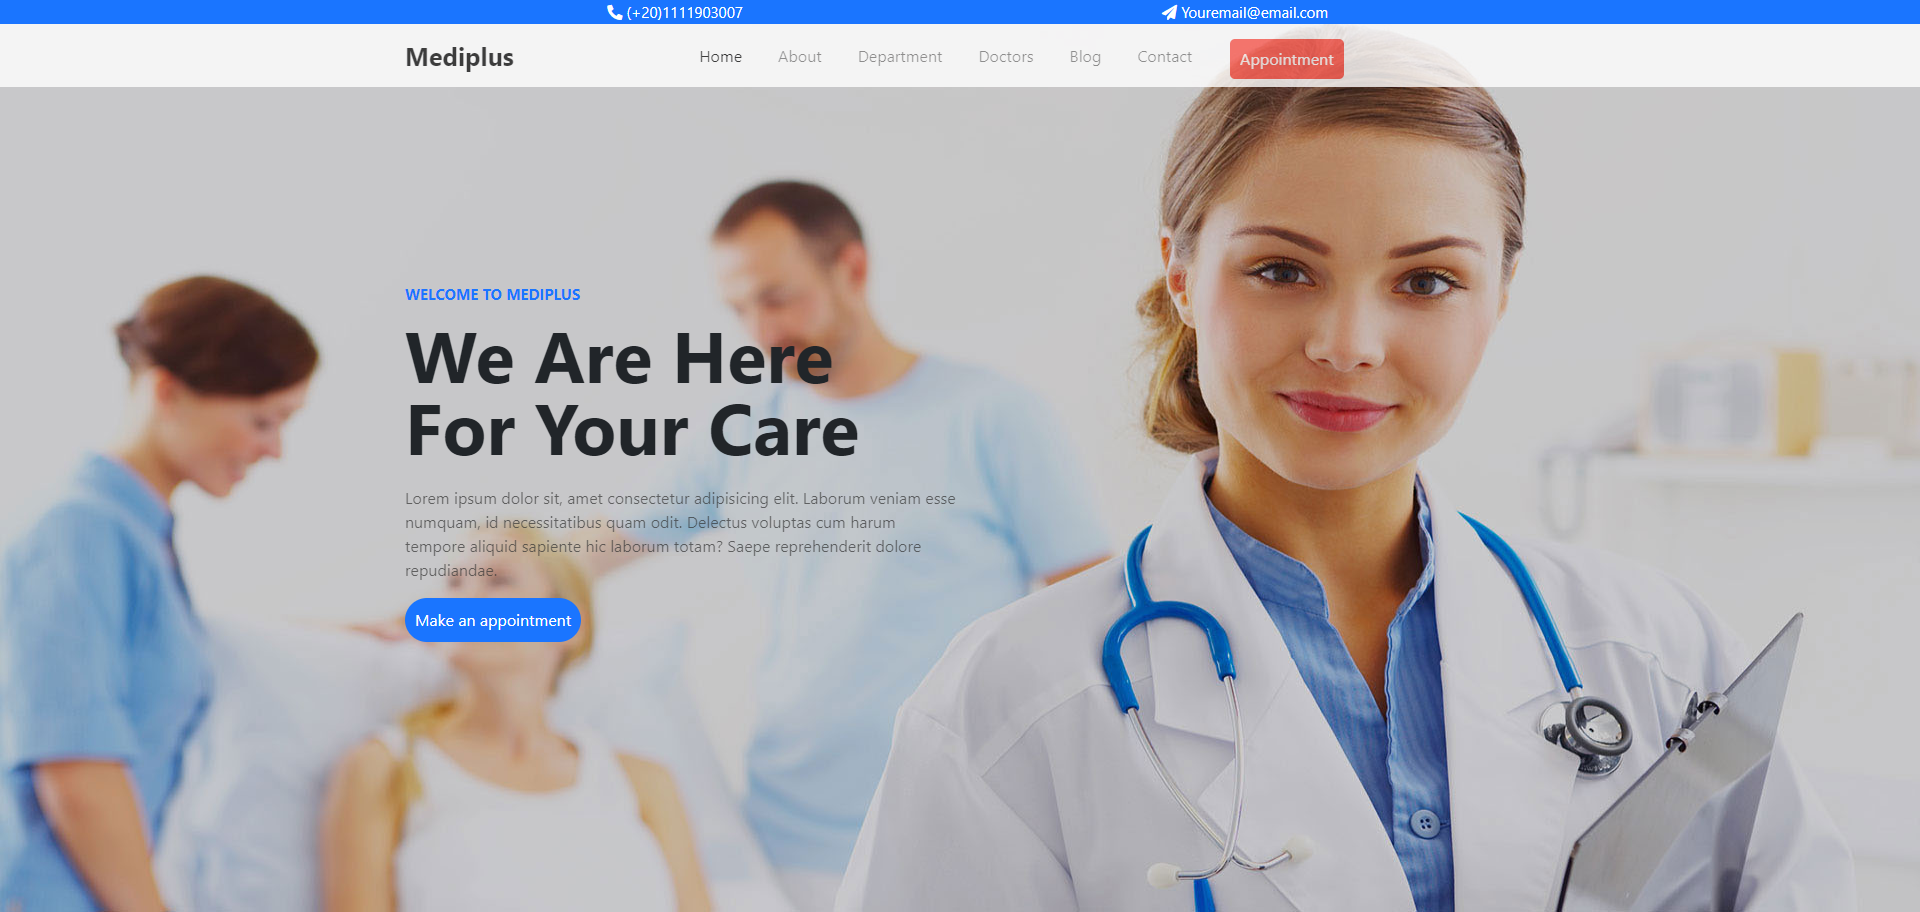 (+20)1111903007 Youremail@email.com
Mediplus Home About Department Doctors Blog Contact Appointment
WELCOME TO MEDIPLUS
We Are Here
For Your Care
Lorem ipsum dolor sit, amet consectetur adipisicing elit. Laborum veniam esse
numquam, id necessitatibus quam odit. Delectus voluptas cum harum
tempore aliquid sapiente hic laborum totam? Saepe reprehenderit dolore
repudiandae.
Make an appointment